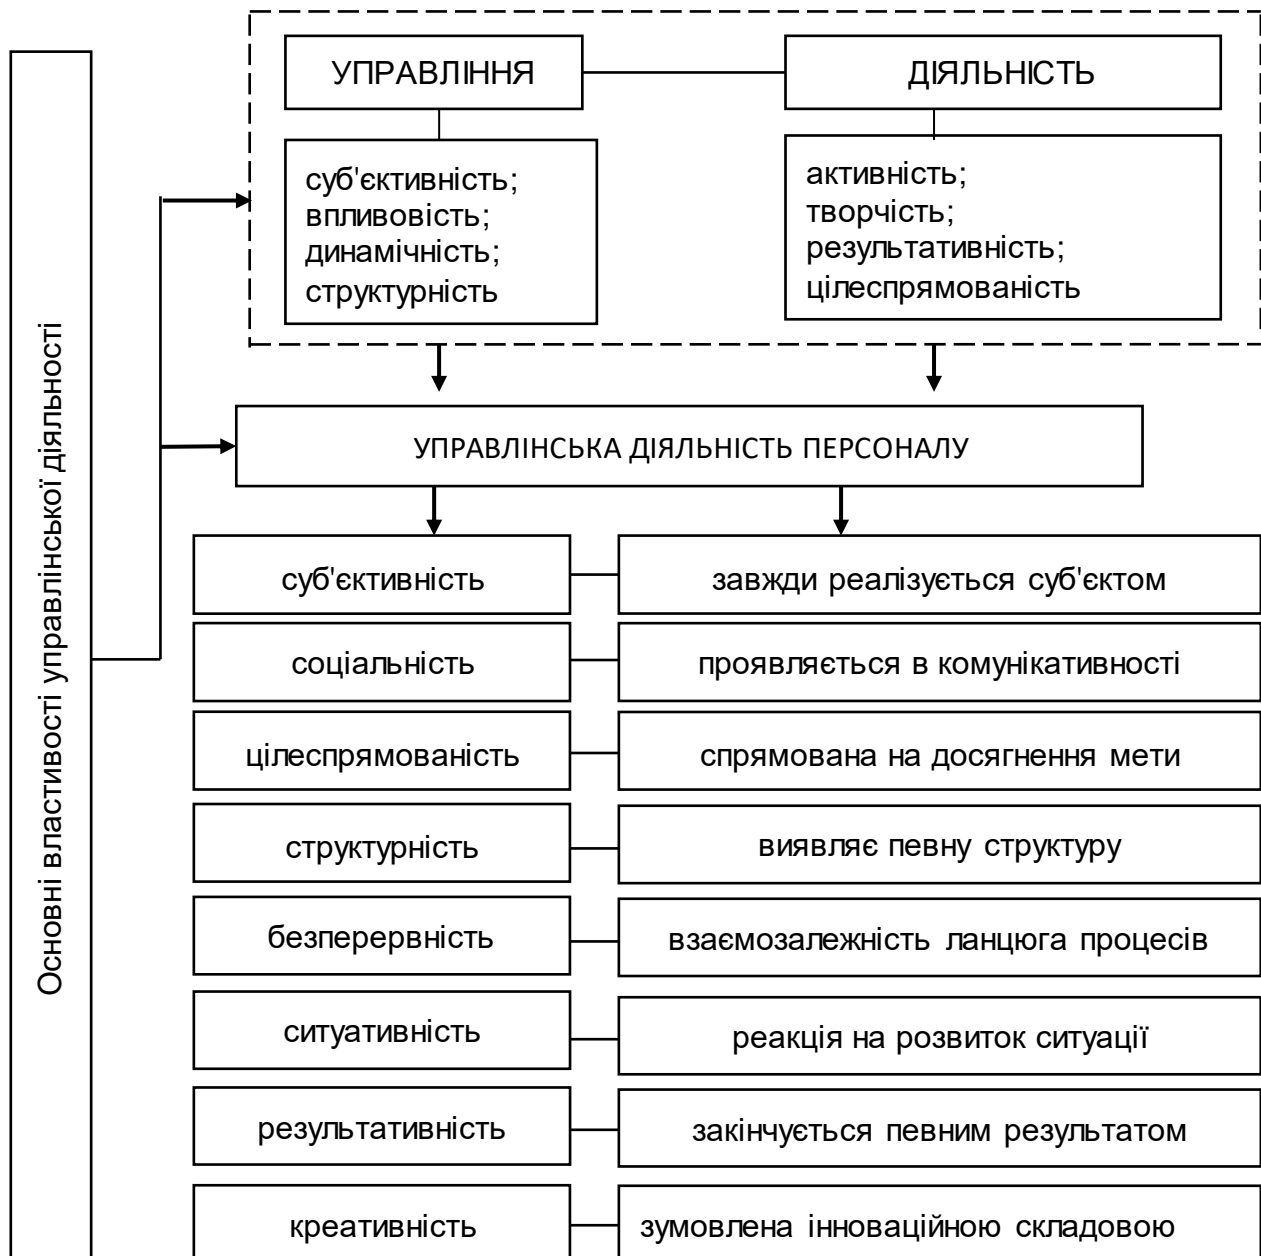 Основні властивості управлінської діяльності
УПРАВЛІННЯ
ДІЯЛЬНІСТЬ
суб'єктивність;
впливовість;
динамічність;
структурність
активність;
творчість;
результативність;
цілеспрямованість
УПРАВЛІНСЬКА ДІЯЛЬНІСТЬ ПЕРСОНАЛУ
суб'єктивність
завжди реалізується суб'єктом
соціальність
проявляється в комунікативності
цілеспрямованість
спрямована на досягнення мети
структурність
виявляє певну структуру
безперервність
взаємозалежність ланцюга процесів
ситуативність
реакція на розвиток ситуації
результативність
закінчується певним результатом
креативність
зумовлена інноваційною складовою